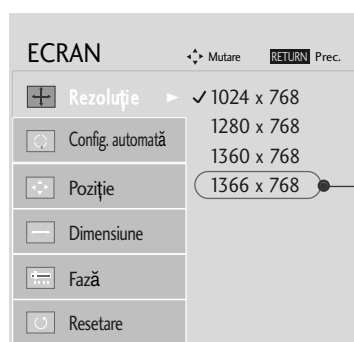 ECRAN
Mutare RETURN Prec.
Rezoluție
Config. automată
Poziție
Dimensiune
Fază
Resetare
1024 x 768
1280 x 768
1360 x 768
1366 x 768